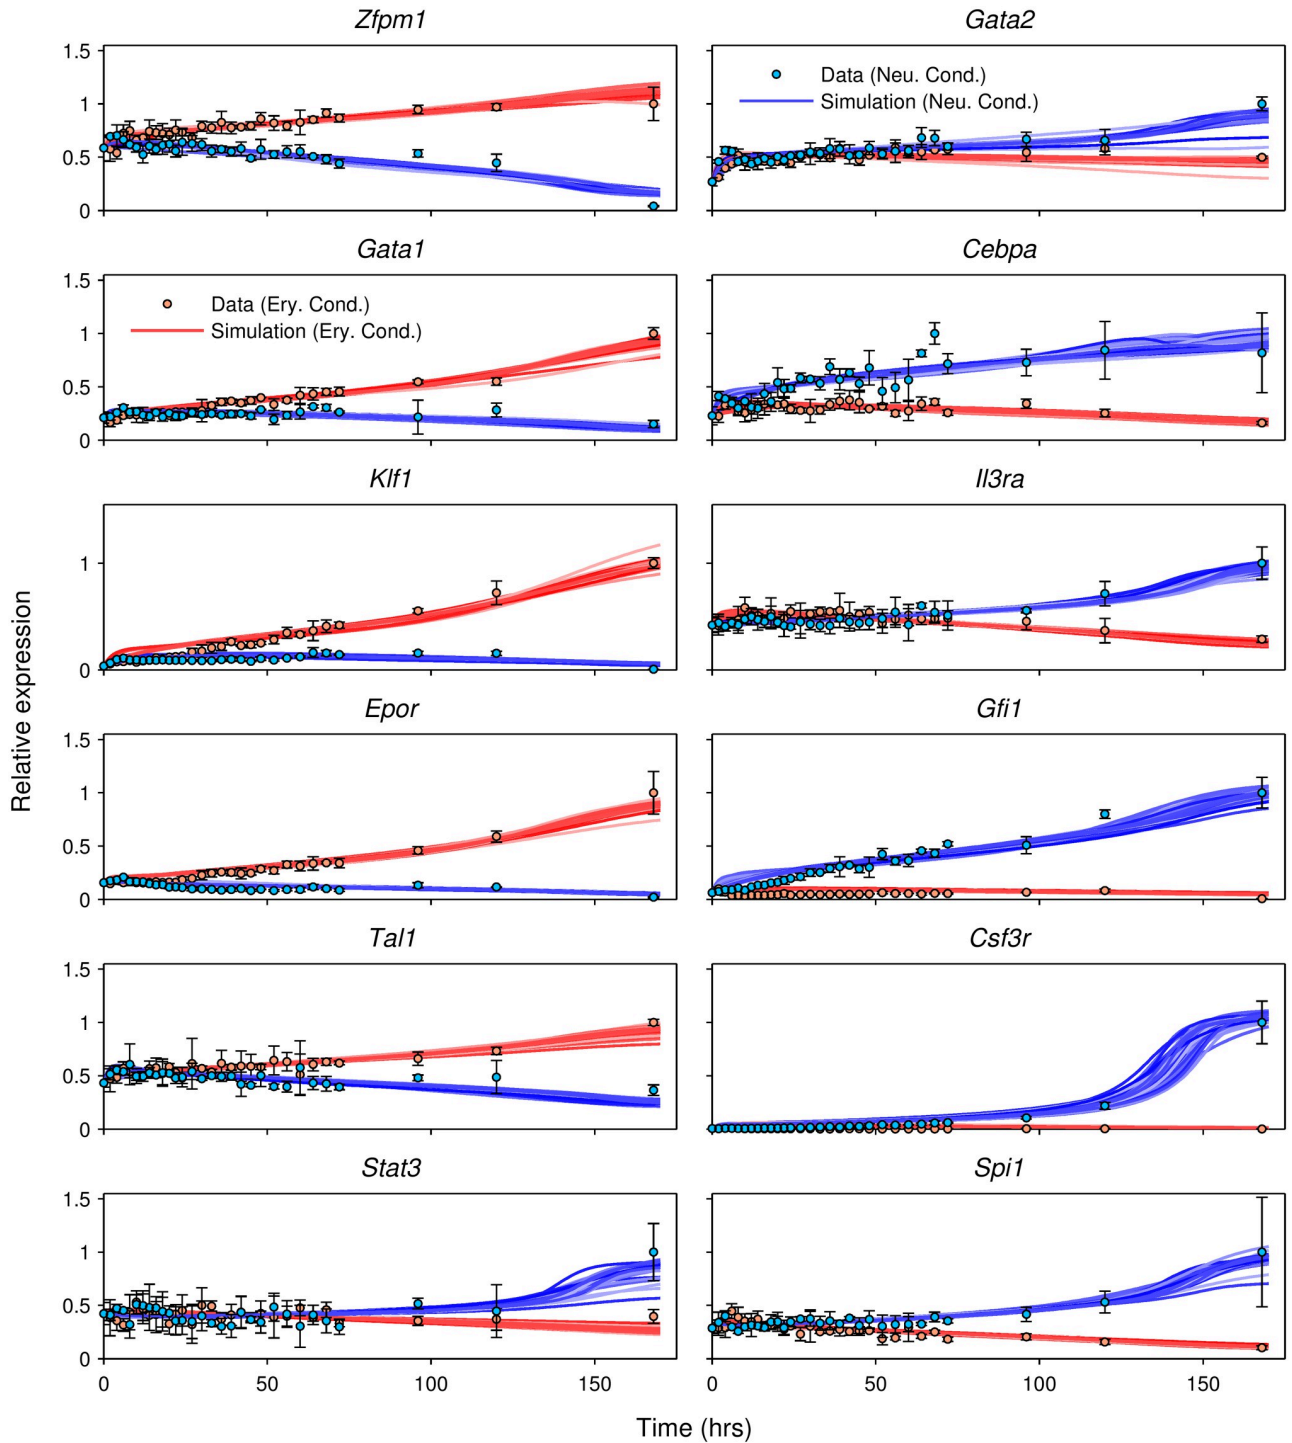 Zfpm1
Gata2
1.5
1
0.5
0
Data (Neu. Cond.)
Simulation (Neu. Cond.)
Gata1
Cebpa
1.5
1
0.5
0
Data (Ery. Cond.)
Simulation (Ery. Cond.)
Klf1
Il3ra
1
0
Relative expression
Epor
Gfi1
1.5
1
0.5
0
Tal1
Csf3r
1.5
1
0.5
0
Stat3
Spi1
1.5
1
0.5
0
0 50 100 150
0 50 100 150
Time (hrs)